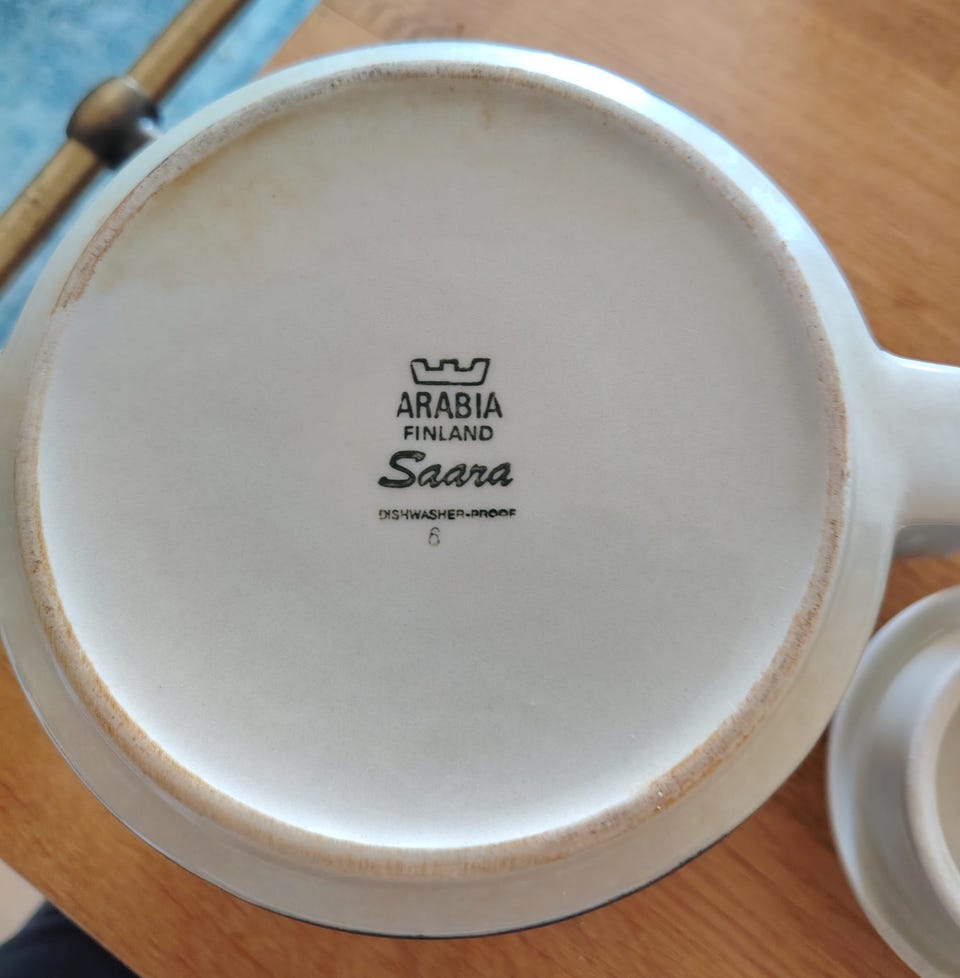 ARABIA
FINLAND
Saara
DISHWASHER-PROOF
6